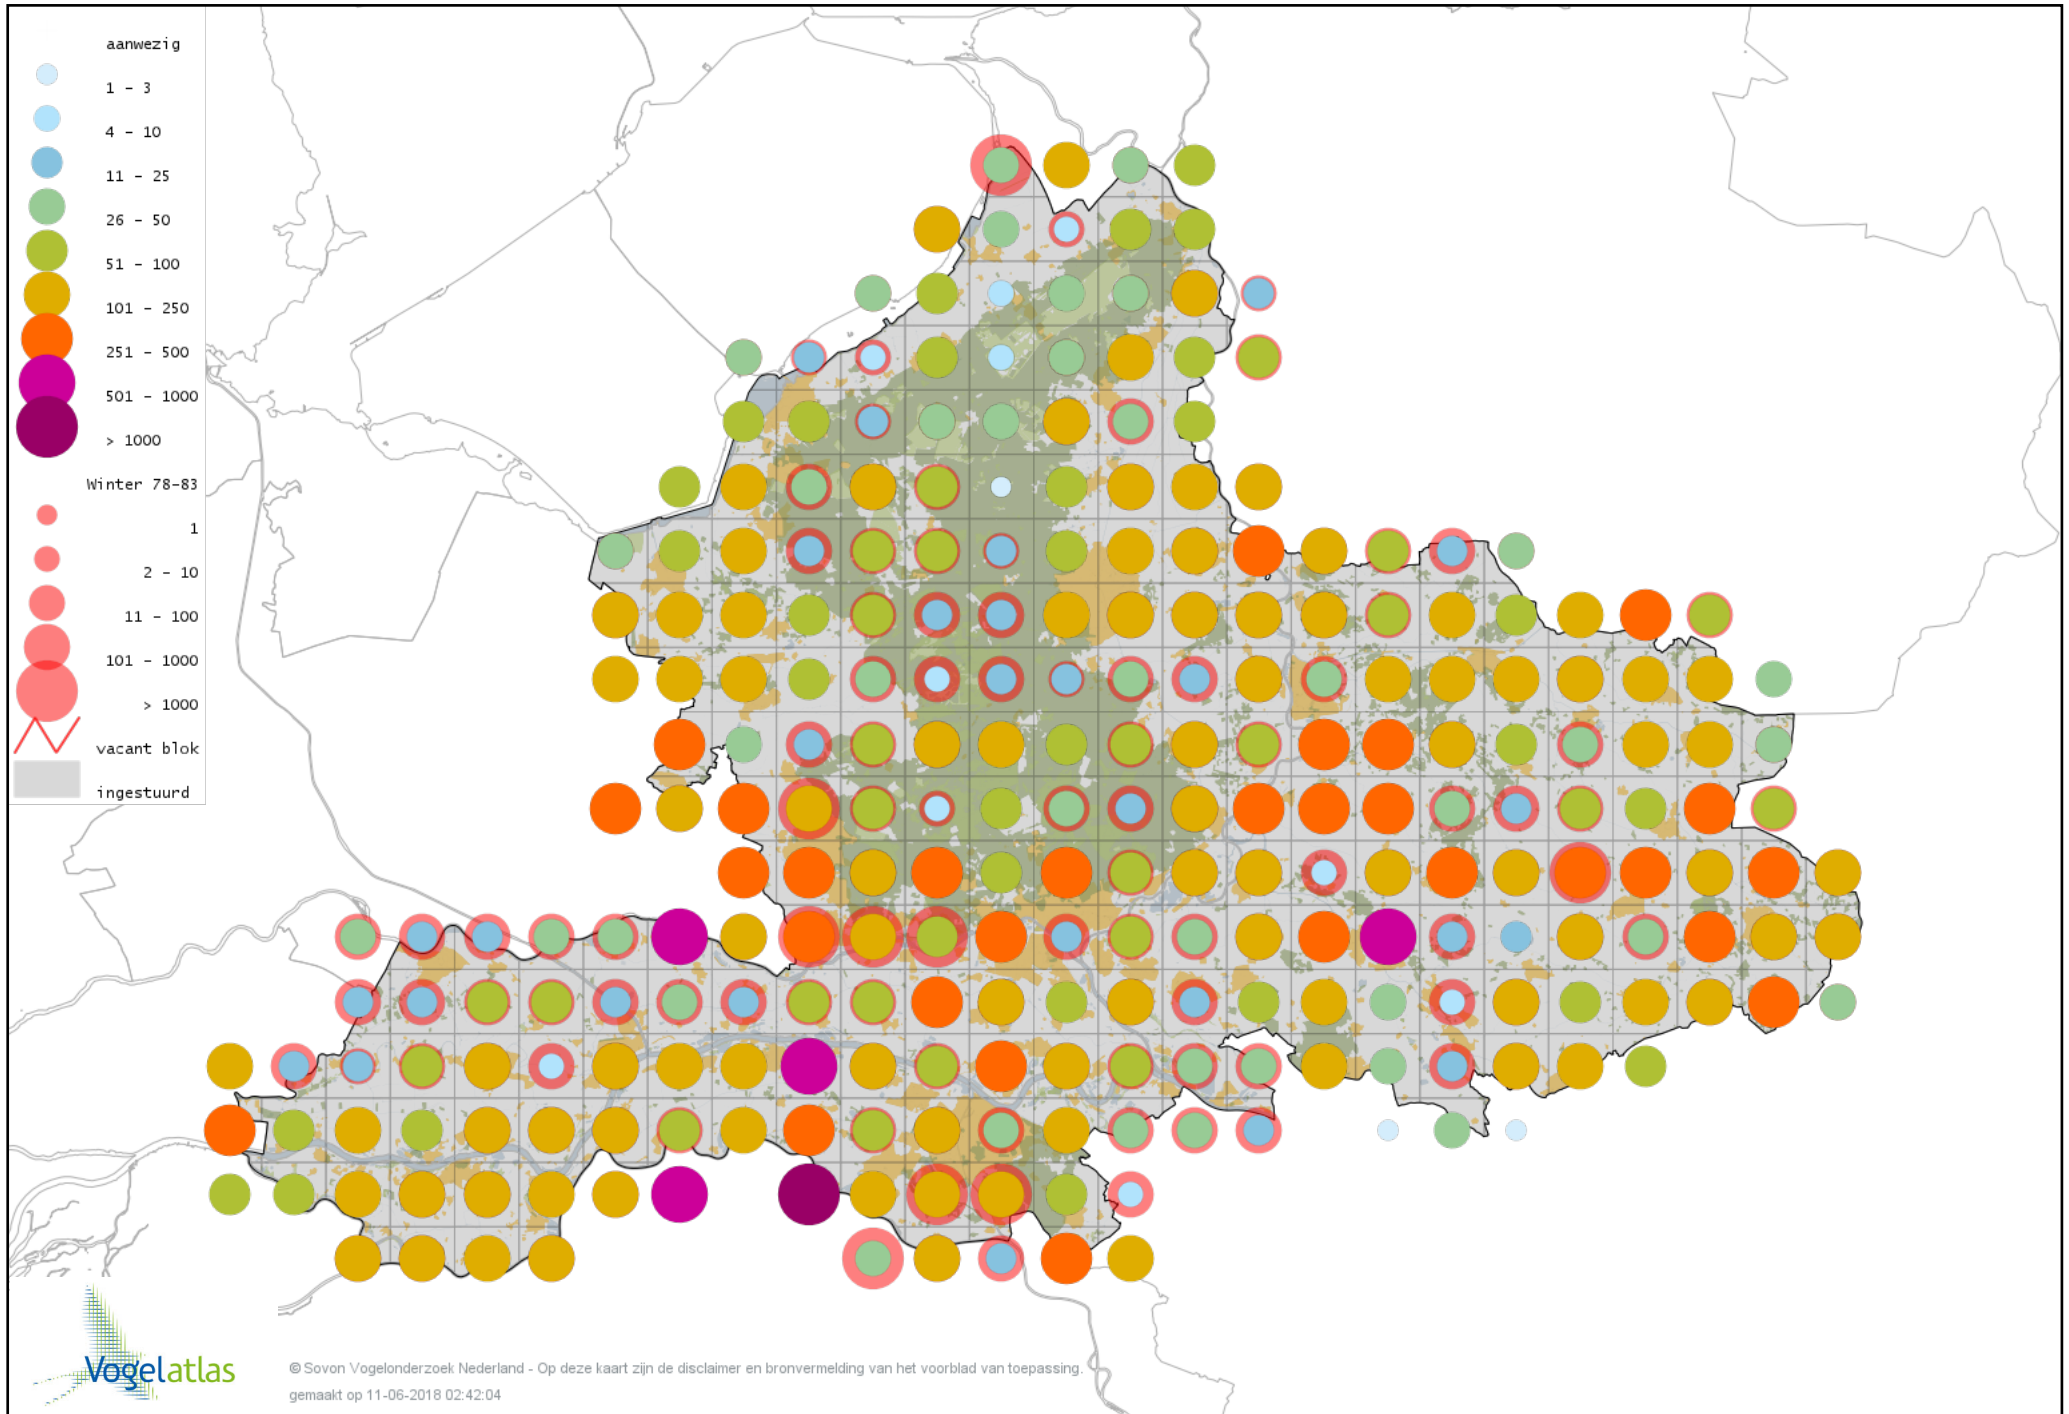 aanwezig
1 - 3
4 - 10
11 - 25
26 - 50
51 - 100
101 - 250
251 - 500
501 - 1000
> 1000
Winter 78-83
1
2 - 10
11 - 100
101 - 1000
> 1000
vacant blok
ingestuurd
Vogelatlas
© Sovon Vogelonderzoek Nederland - Op deze kaart zijn de disclaimer en bronvermelding van het voorblad van toepassing.
gemaakt op 11-06-2018 02:42:04